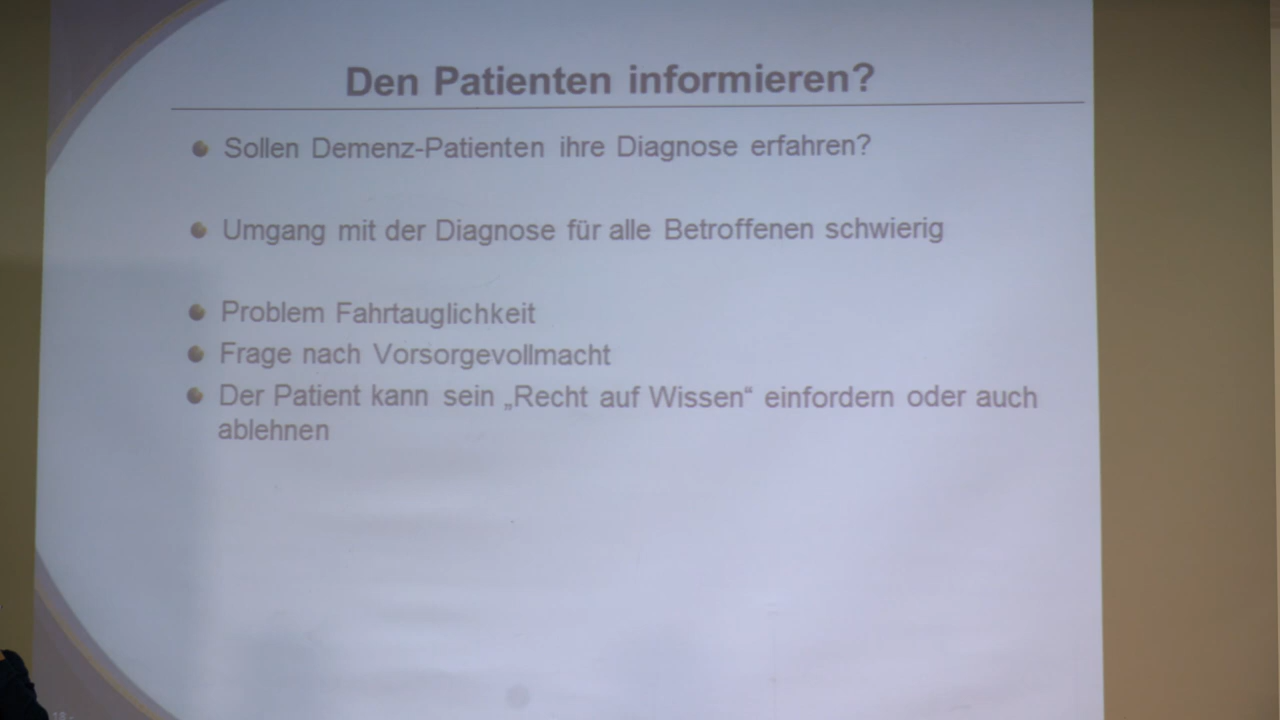 Den Patienten informieren?
Sollen Demenz-Patienten ihre Diagnose erfahren?
Umgang mit der Diagnose für alle Betroffenen schwierig
Problem Fahrtauglichkeit
Frage nach Vorsorgevollmacht
Der Patient kann sein „Recht auf Wissen“ einfordern oder auch
ablehnen